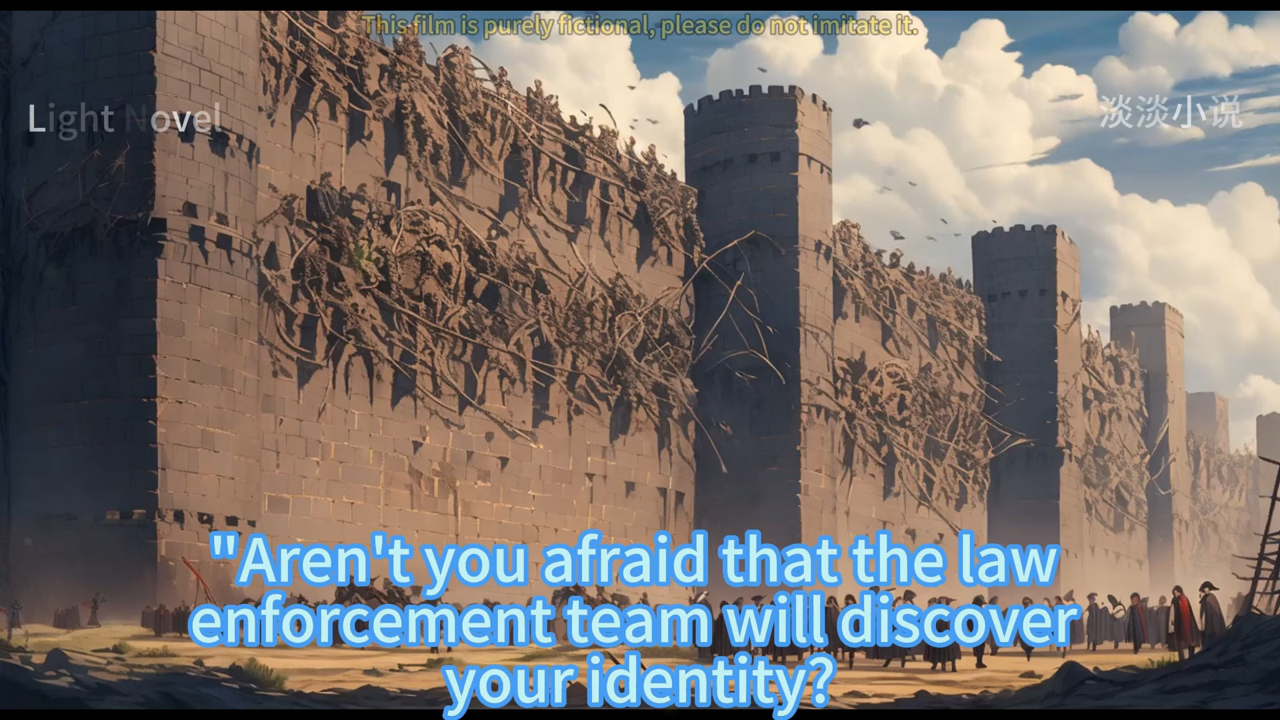 This film is purely fictional, please do not imitate it.
Light Novel
淡淡小说
"Aren't you afraid that the law
enforcement team will discover
your identity?